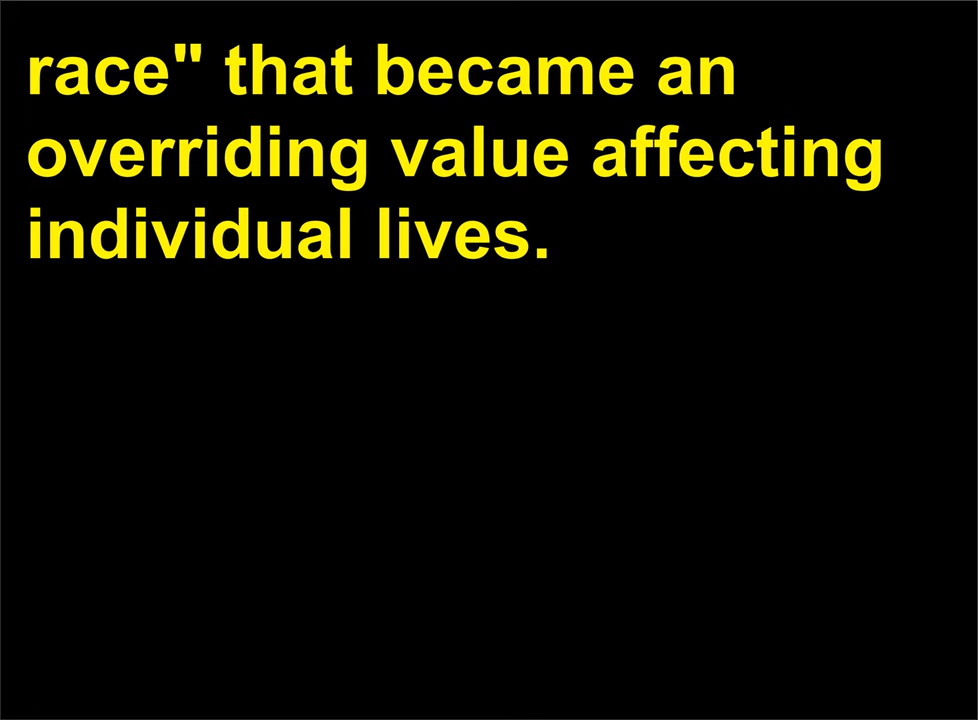 race" that became an
overriding value affecting
individual lives.